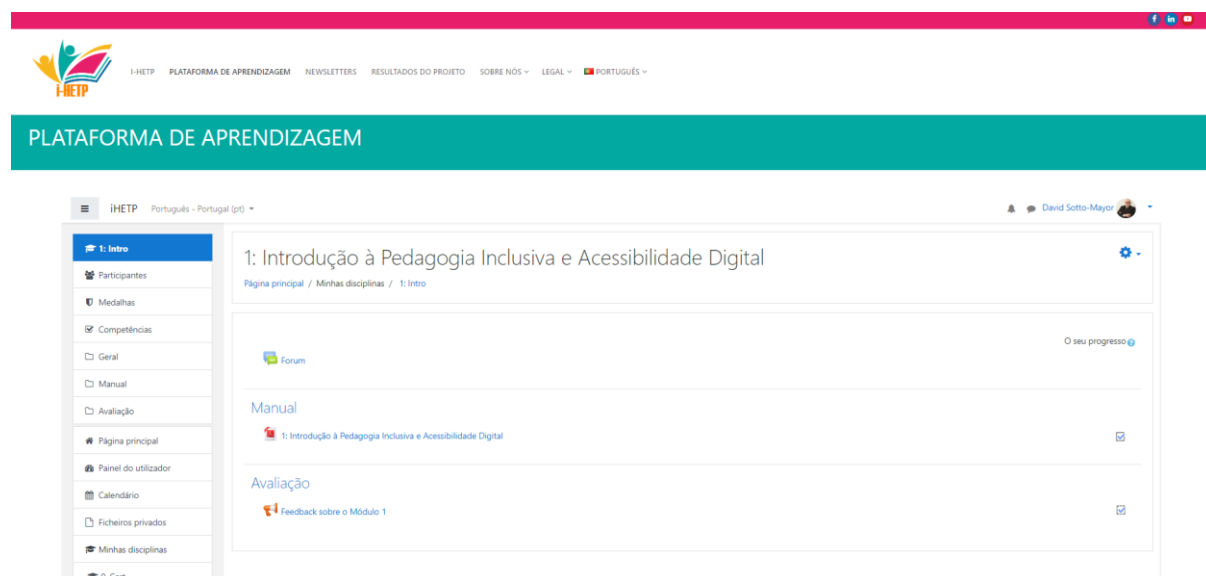 i-HETP
I-HETP PLATAFORMA DE APRENDIZAGEM NEWSLETTERS RESULTADOS DO PROJETO SOBRE NÓS LEGAL PORTUGUÊS
PLATAFORMA DE APRENDIZAGEM
iHETP Português - Portugal (pt) David Sotto-Mayor
1: Intro
Participantes
Medalhas
Competências
Geral
Manual
Avaliação
Página principal
Painel do utilizador
Calendário
Ficheiros privados
Minhas disciplinas
1: Introdução à Pedagogia Inclusiva e Acessibilidade Digital
Página principal / Minhas disciplinas / 1: Intro
O seu progresso
Forum
Manual
1: Introdução à Pedagogia Inclusiva e Acessibilidade Digital
Avaliação
Feedback sobre o Módulo 1